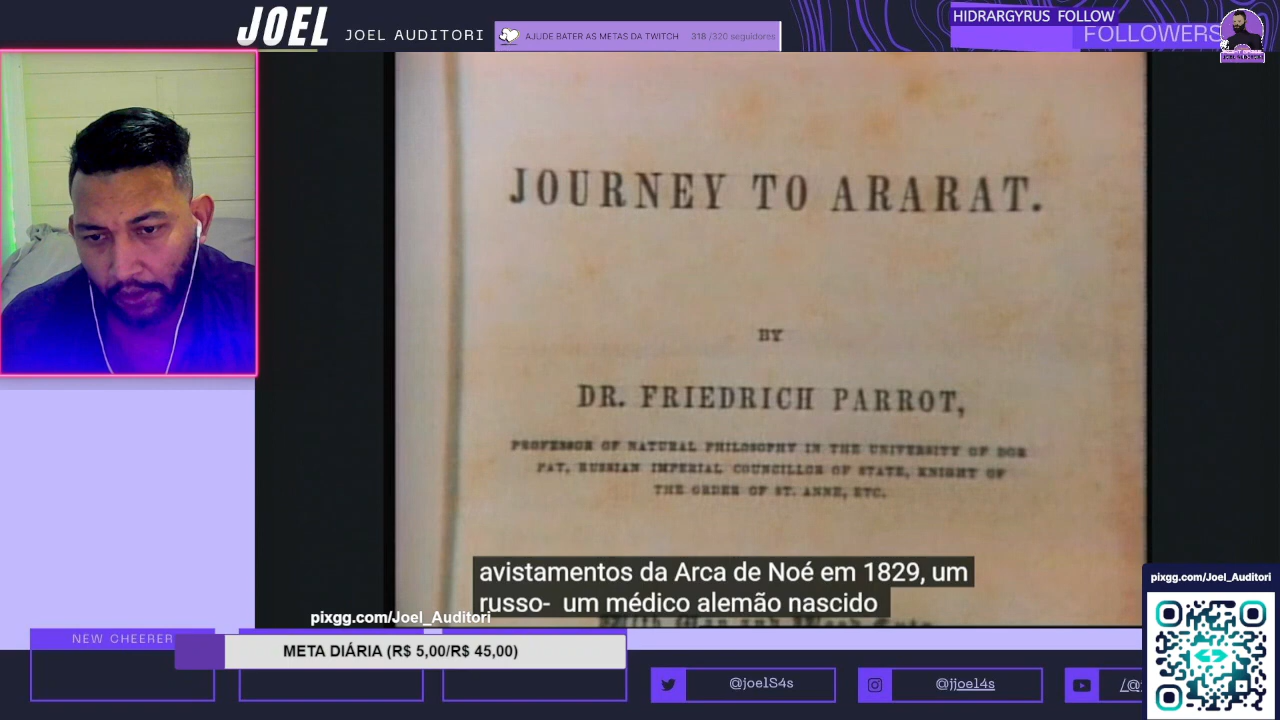 JOEL
JOEL AUDITORI
AJUDE BATER AS METAS DA TWITCH 318 /320 seguidores
HIDRARGYRUS FOLLOW
FOLLOWERS
JOURNEY TO ARARAT.
BY
DR. FRIEDRICH PARROT,
PROFESSOR OF NATURAL PHILOSOPHY IN THE UNIVERSITY OF DOR
PAT, RUSSIAN IMPERIAL COUNCILLOR OF STATE, KNIGHT OF
THE ORDER OF ST. ANNE, ETC.
avistamentos da Arca de Noé em 1829, um
russo- um médico alemão nascido
pixgg.com/Joel_Auditori
pixgg.com/Joel_Auditori
NEW CHEERER
META DIÁRIA (R$ 5,00/R$ 45,00)
@joelS4s
@jjoel4s
/@